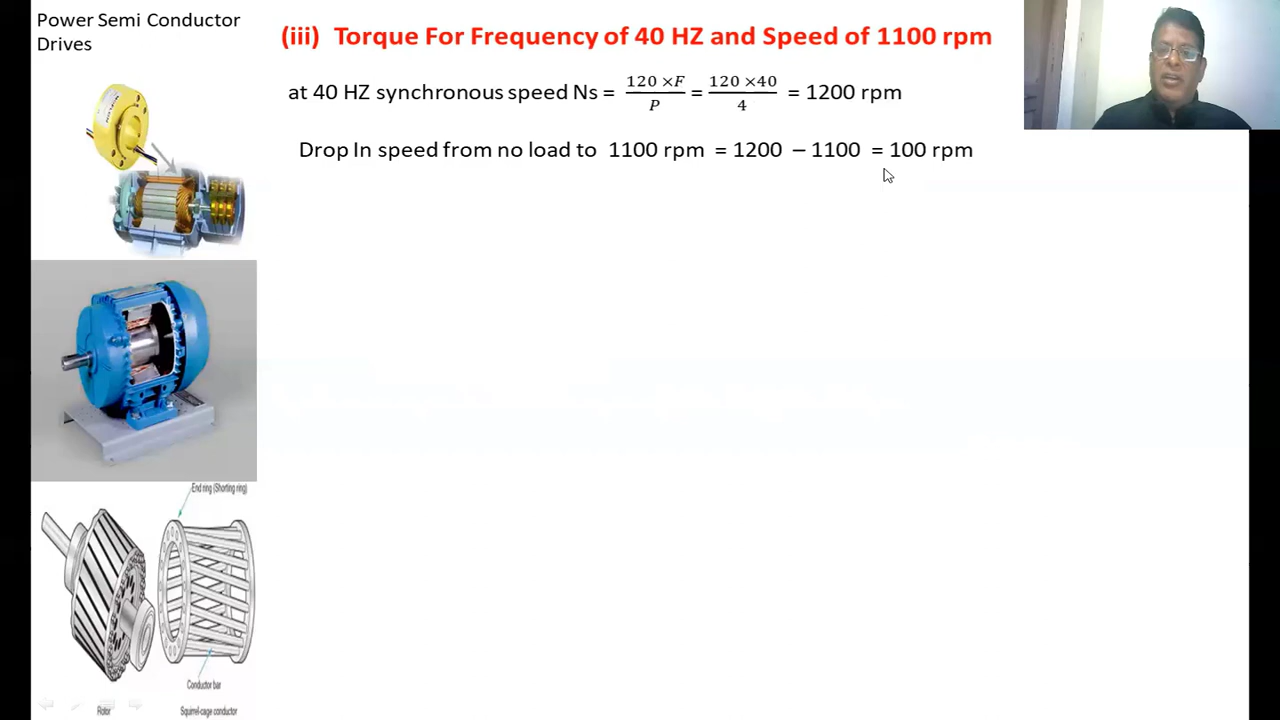 Power Semi Conductor
Drives
(iii) Torque For Frequency of 40 HZ and Speed of 1100 rpm
at 40 HZ synchronous speed Ns = 120 ×F / P = 120 ×40 / 4 = 1200 rpm
Drop In speed from no load to 1100 rpm = 1200 − 1100 = 100 rpm
End ring (Shorting ring)
Conductor bar
Rotor
Squirrel-cage conductor